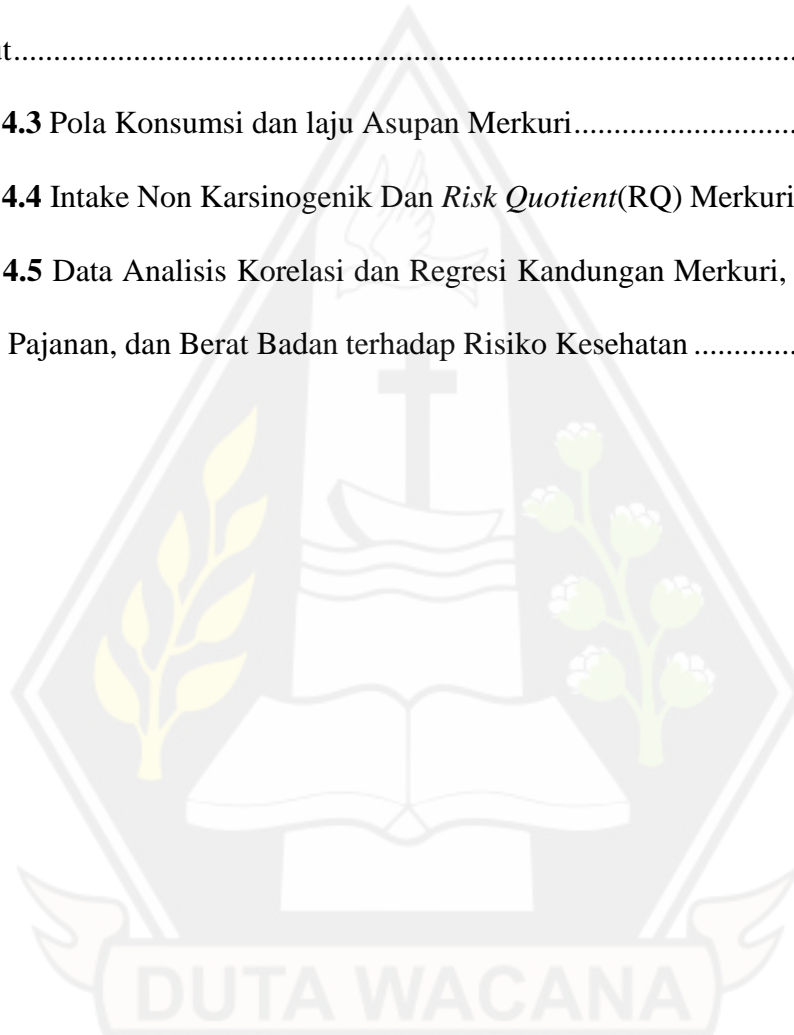 4.3 Pola Konsumsi dan laju Asupan Merkuri.......................
4.4 Intake Non Karsinogenik Dan Risk Quotient(RQ) Merkuri
4.5 Data Analisis Korelasi dan Regresi Kandungan Merkuri,
Pajanan, dan Berat Badan terhadap Risiko Kesehatan .............
DUTA WACANA